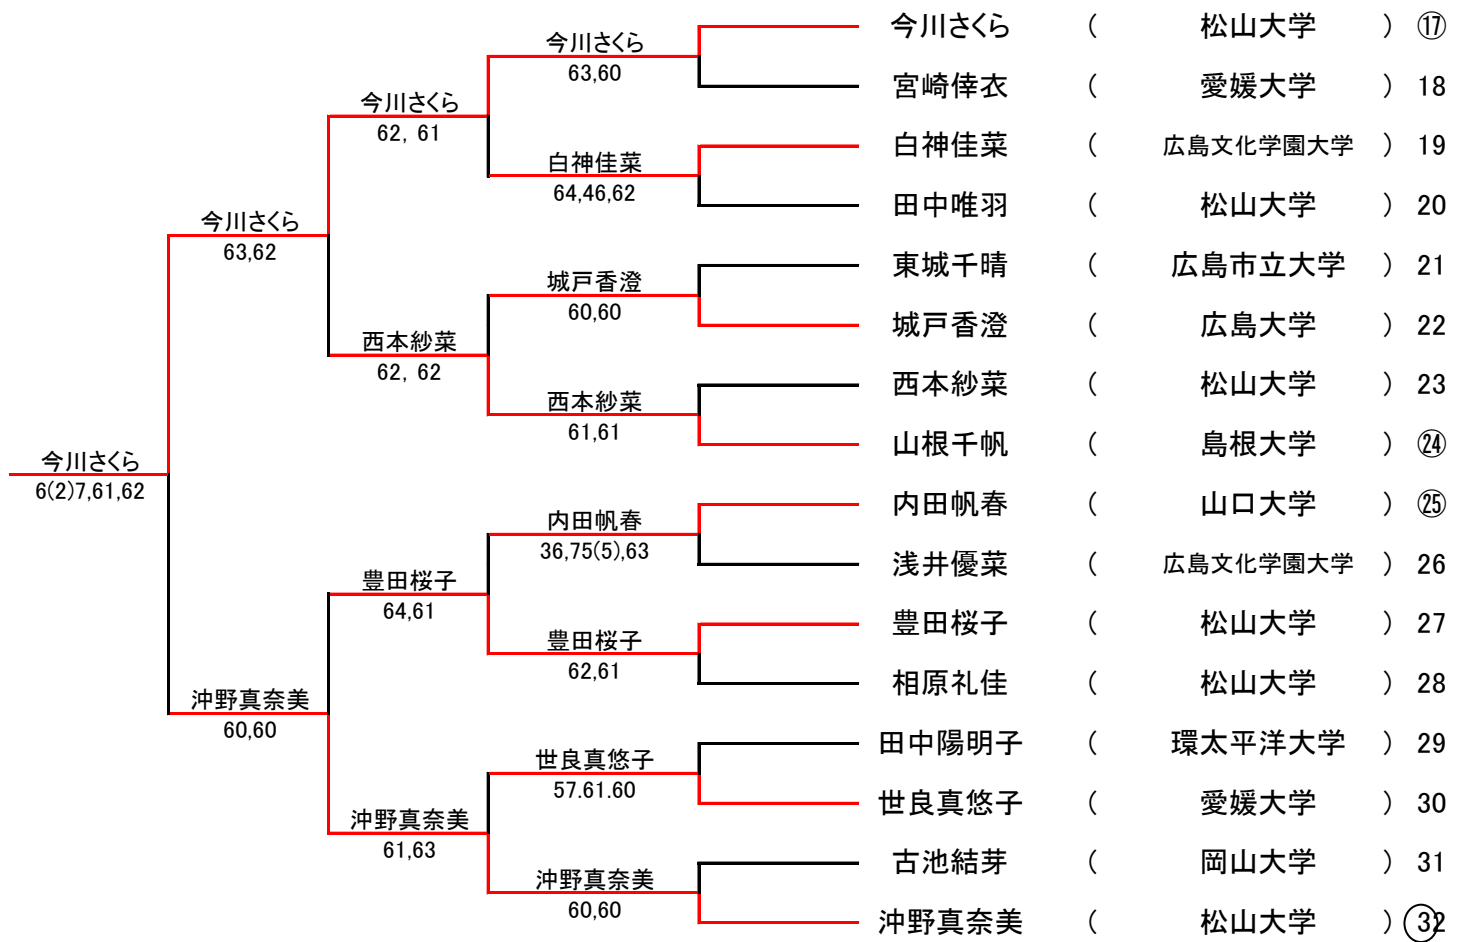 今川さくら ( 松山大学 ) ⑰
今川さくら
63,60
宮崎倖衣 ( 愛媛大学 ) 18
今川さくら
62, 61
白神佳菜 ( 広島文化学園大学 ) 19
白神佳菜
64,46,62
田中唯羽 ( 松山大学 ) 20
今川さくら
63,62
東城千晴 ( 広島市立大学 ) 21
城戸香澄
60,60
城戸香澄 ( 広島大学 ) 22
西本紗菜
62, 62
西本紗菜 ( 松山大学 ) 23
西本紗菜
61,61
山根千帆 ( 島根大学 ) ㉔
今川さくら
6(2)7,61,62
内田帆春 ( 山口大学 ) ㉕
内田帆春
36,75(5),63
浅井優菜 ( 広島文化学園大学 ) 26
豊田桜子
64,61
豊田桜子 ( 松山大学 ) 27
豊田桜子
62,61
相原礼佳 ( 松山大学 ) 28
沖野真奈美
60,60
田中陽明子 ( 環太平洋大学 ) 29
世良真悠子
57.61.60
世良真悠子 ( 愛媛大学 ) 30
沖野真奈美
61,63
古池結芽 ( 岡山大学 ) 31
沖野真奈美
60,60
沖野真奈美 ( 松山大学 ) 32